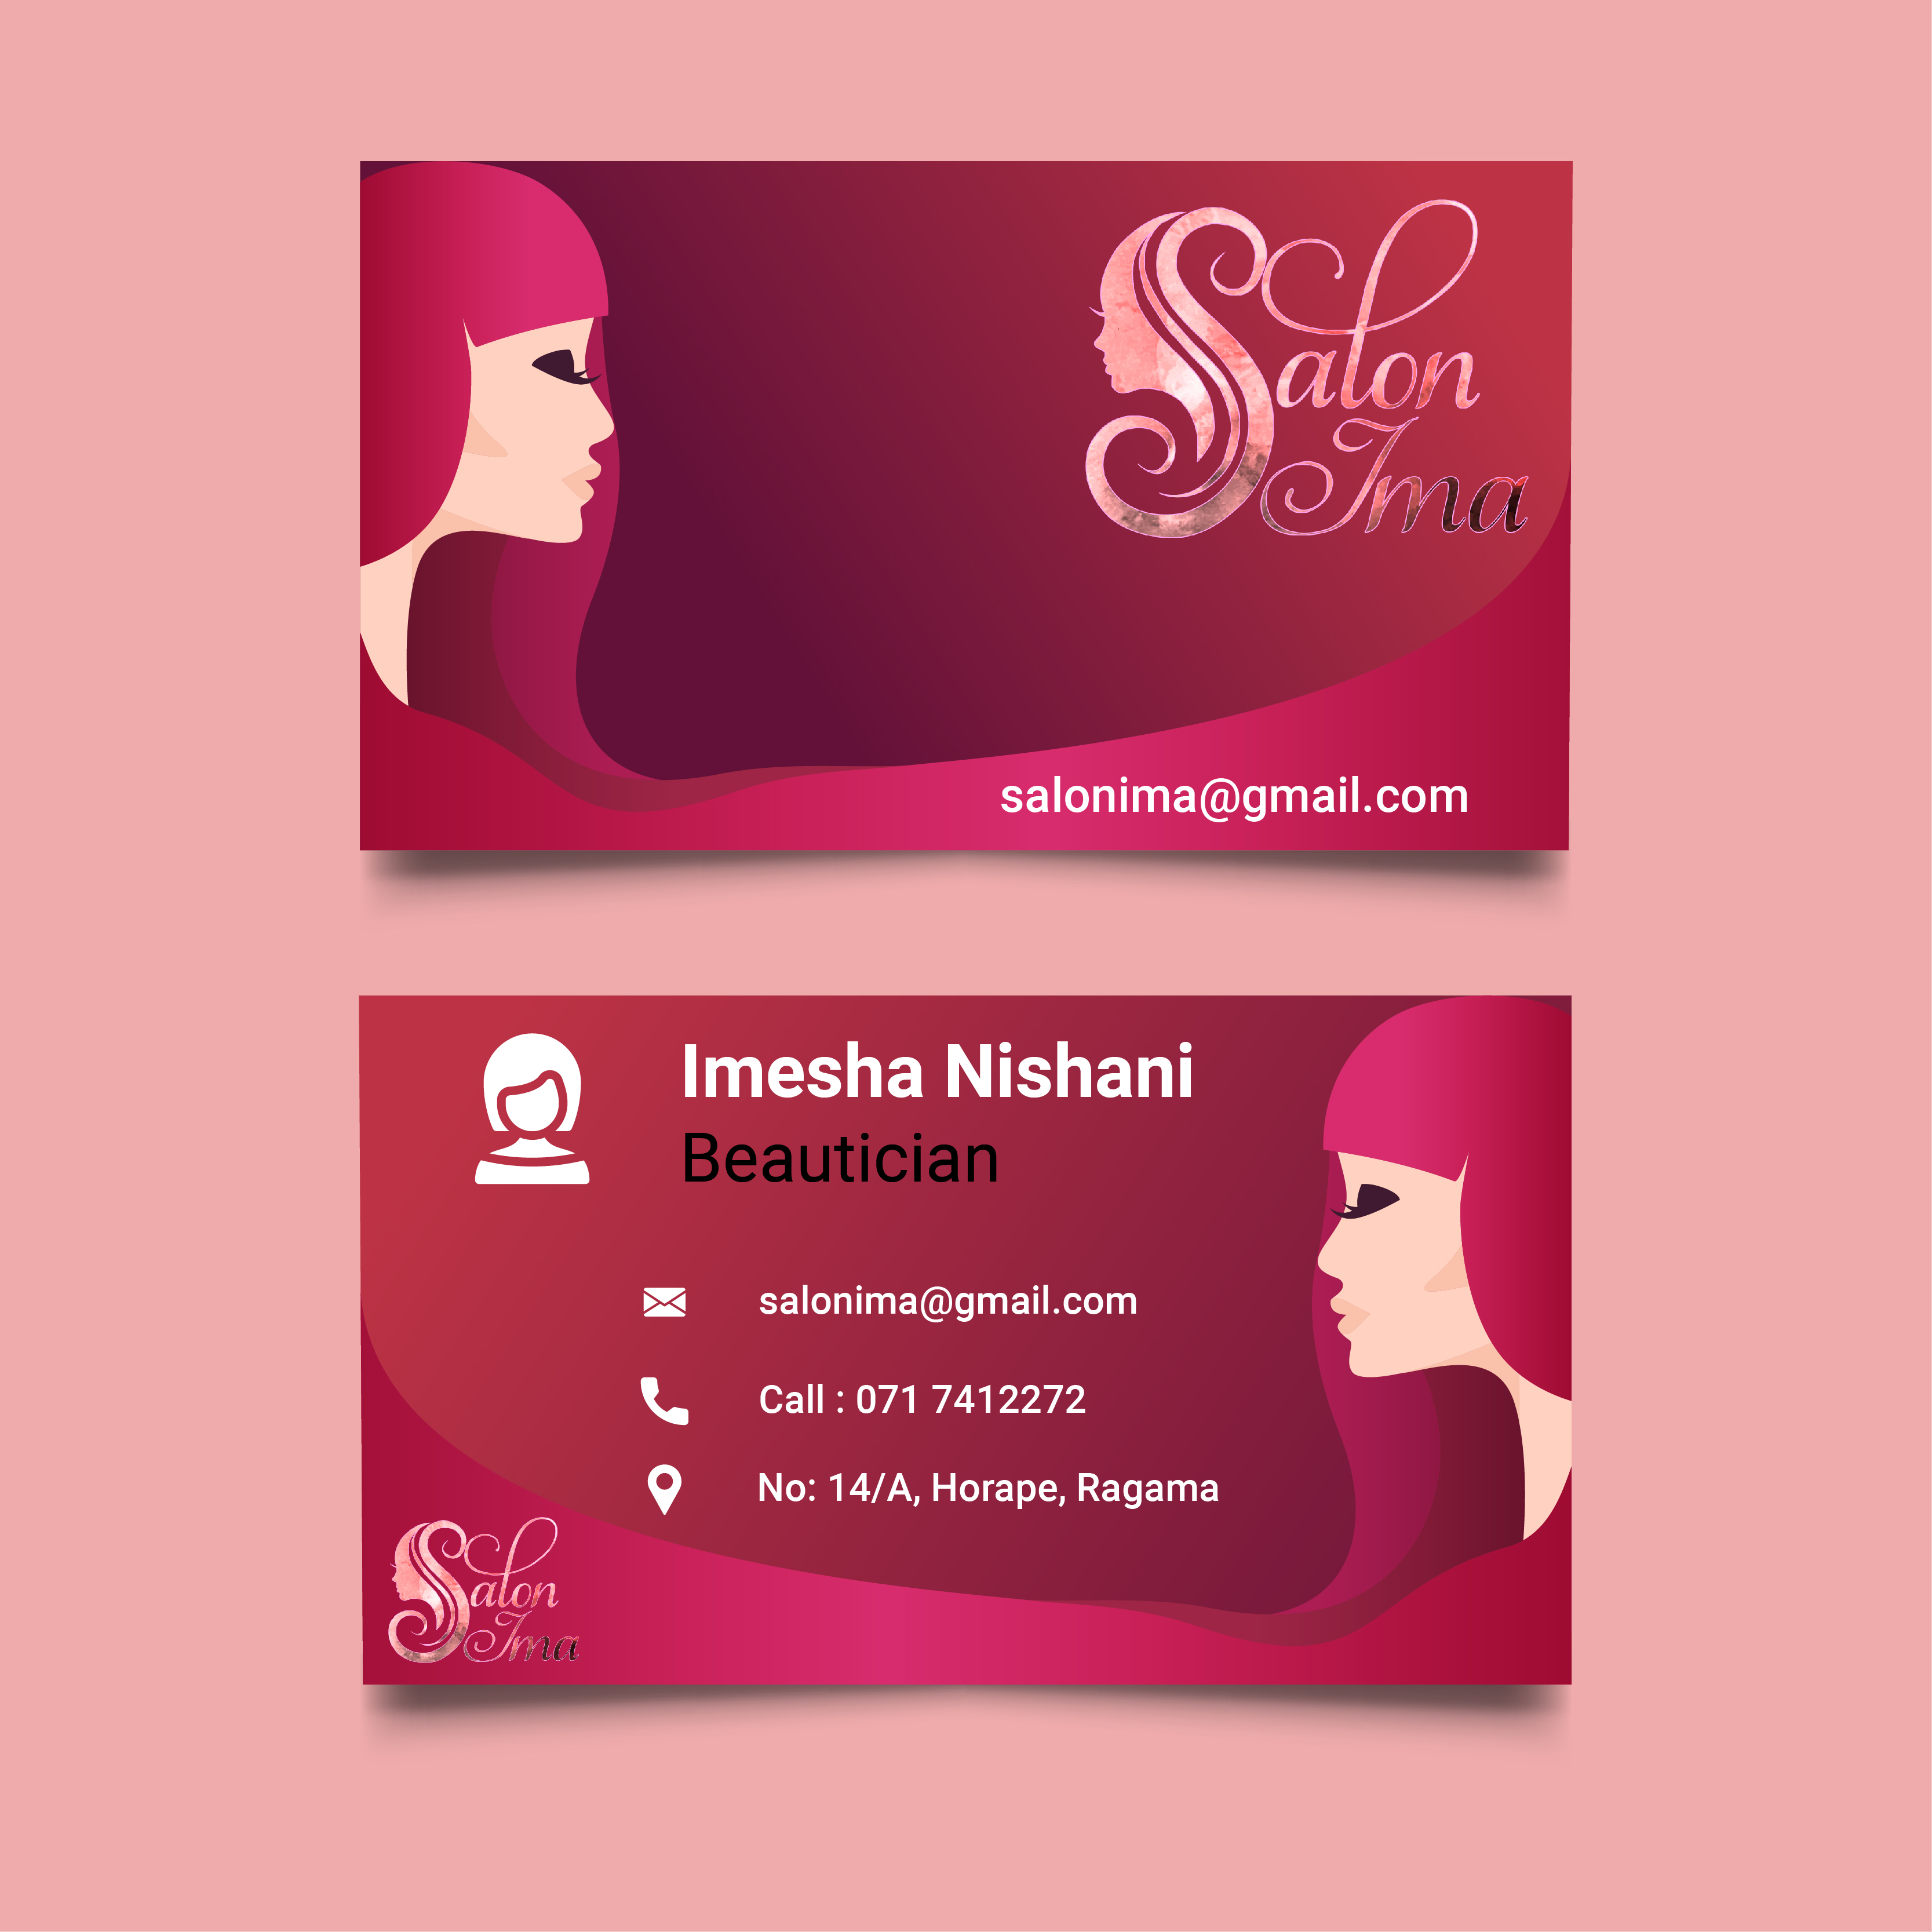 Salon
Ima
salonima@gmail.com
Imesha Nishani
Beautician
salonima@gmail.com
Call : 071 7412272
No: 14/A, Horape, Ragama
Salon
Ima